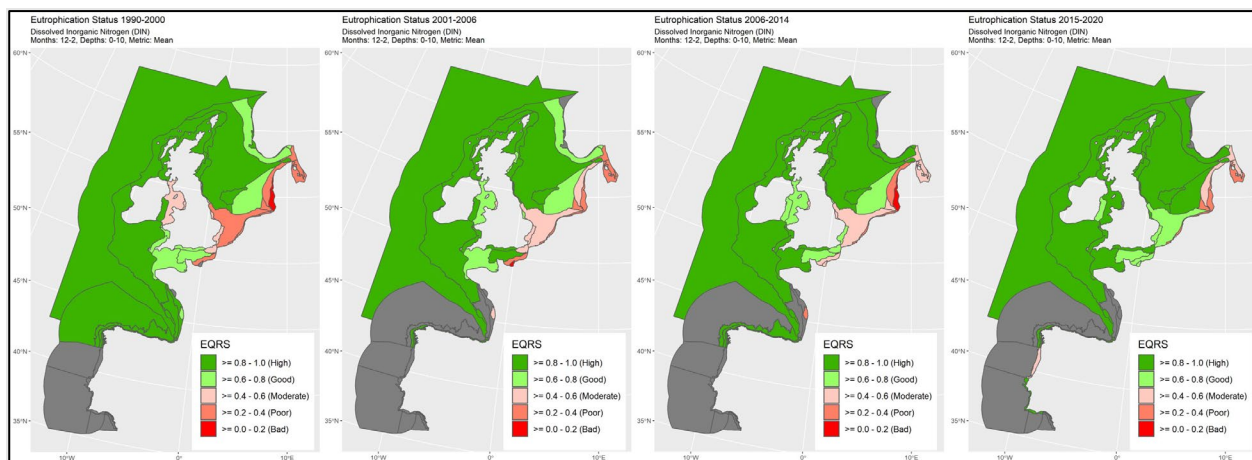 Eutrophication Status 1990-2000
Dissolved Inorganic Nitrogen (DIN)
Months: 12-2, Depths: 0-10, Metric: Mean
60°N
55°N
50°N
45°N
40°N
35°N
10°W
0°
10°E
EQRS
>= 0.8 - 1.0 (High)
>= 0.6 - 0.8 (Good)
>= 0.4 - 0.6 (Moderate)
>= 0.2 - 0.4 (Poor)
>= 0.0 - 0.2 (Bad)
Eutrophication Status 2001-2006
Dissolved Inorganic Nitrogen (DIN)
Months: 12-2, Depths: 0-10, Metric: Mean
60°N
55°N
50°N
45°N
40°N
35°N
10°W
0°
10°E
EQRS
>= 0.8 - 1.0 (High)
>= 0.6 - 0.8 (Good)
>= 0.4 - 0.6 (Moderate)
>= 0.2 - 0.4 (Poor)
>= 0.0 - 0.2 (Bad)
Eutrophication Status 2006-2014
Dissolved Inorganic Nitrogen (DIN)
Months: 12-2, Depths: 0-10, Metric: Mean
60°N
55°N
50°N
45°N
40°N
35°N
10°W
0°
10°E
EQRS
>= 0.8 - 1.0 (High)
>= 0.6 - 0.8 (Good)
>= 0.4 - 0.6 (Moderate)
>= 0.2 - 0.4 (Poor)
>= 0.0 - 0.2 (Bad)
Eutrophication Status 2015-2020
Dissolved Inorganic Nitrogen (DIN)
Months: 12-2, Depths: 0-10, Metric: Mean
60°N
55°N
50°N
45°N
40°N
35°N
10°W
0°
10°E
EQRS
>= 0.8 - 1.0 (High)
>= 0.6 - 0.8 (Good)
>= 0.4 - 0.6 (Moderate)
>= 0.2 - 0.4 (Poor)
>= 0.0 - 0.2 (Bad)